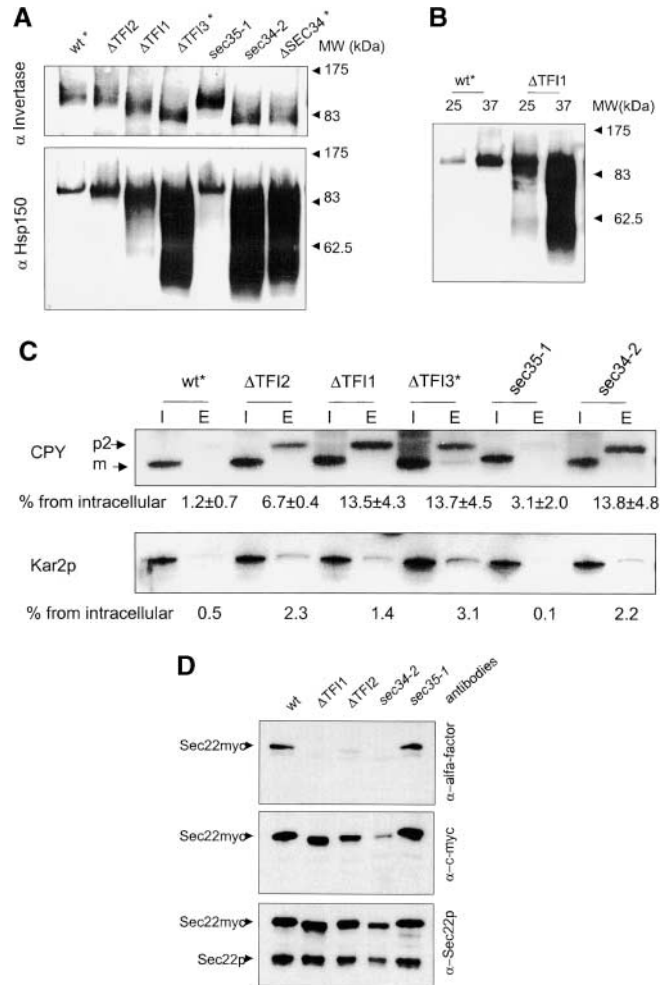 A
B
wt* ΔTFI2 ΔTFI1 ΔTFI3* sec35-1 sec34-2 ΔSEC34* MW (kDa)
α Invertase
175
83
α Hsp150
175
83
62.5
wt* ΔTFI1
25 37 25 37 MW(kDa)
175
83
62.5
C
wt* ΔTFI2 ΔTFI1 ΔTFI3* sec35-1 sec34-2
I E I E I E I E I E I E
CPY
p2
m
% from intracellular 1.2±0.7 6.7±0.4 13.5±4.3 13.7±4.5 3.1±2.0 13.8±4.8
Kar2p
% from intracellular 0.5 2.3 1.4 3.1 0.1 2.2
D
wt ΔTFI1 ΔTFI2 sec34-2 sec35-1 antibodies
Sec22myc
α–alfa-factor
Sec22myc
α–c-myc
Sec22myc
Sec22p
α–Sec22p